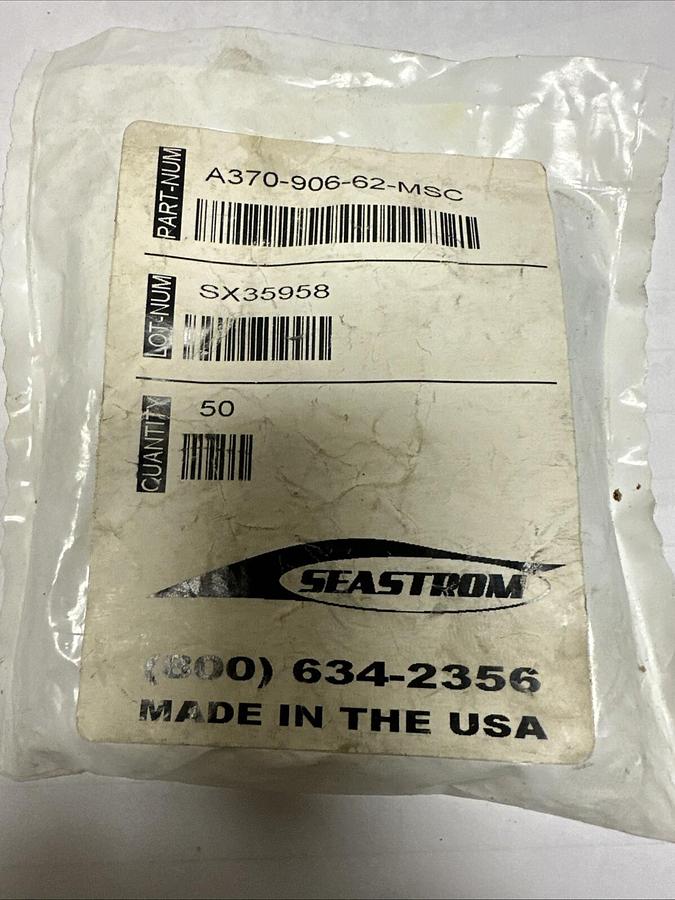 PART-NUM
A370-906-62-MSC
LOT-NUM
SX35958
QUANTITY
50
SEASTROM
(800) 634-2356
MADE IN THE USA